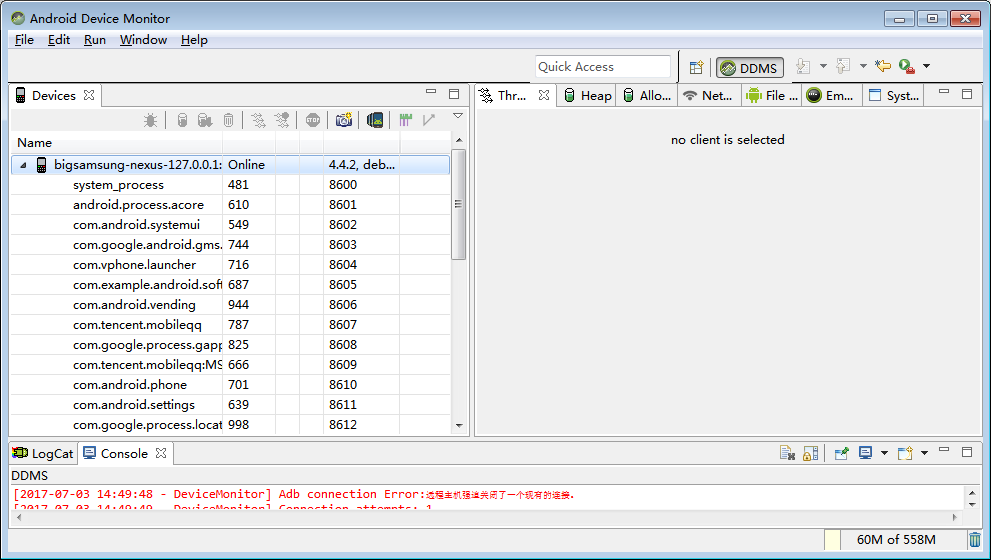 Android Device Monitor
File Edit Run Window Help
Quick Access
DDMS
Devices
Name
bigsamsung-nexus-127.0.0.1: Online 4.4.2, deb...
system_process 481 8600
android.process.acore 610 8601
com.android.systemui 549 8602
com.google.android.gms. 744 8603
com.vphone.launcher 716 8604
com.example.android.soft 687 8605
com.android.vending 944 8606
com.tencent.mobileqq 787 8607
com.google.process.gapp 825 8608
com.tencent.mobileqq:MS 666 8609
com.android.phone 701 8610
com.android.settings 639 8611
com.google.process.locat 998 8612
Thr... Heap Allo... Net... File ... Em... Syst...
no client is selected
LogCat Console
DDMS
[2017-07-03 14:49:48 - DeviceMonitor] Adb connection Error:远程主机强迫关闭了一个现有的连接.
[2017-07-03 14:49:49 - DeviceMonitor] Connection attempts: 1
60M of 558M